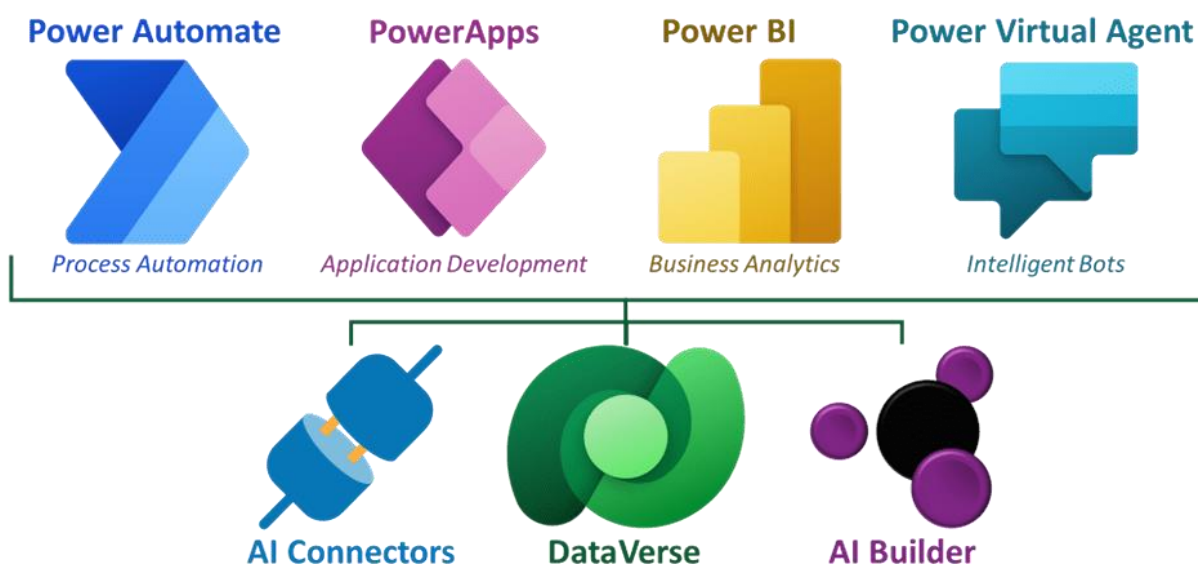 Power Automate
PowerApps
Power BI
Power Virtual Agent
Process Automation
Application Development
Business Analytics
Intelligent Bots
AI Connectors
DataVerse
AI Builder